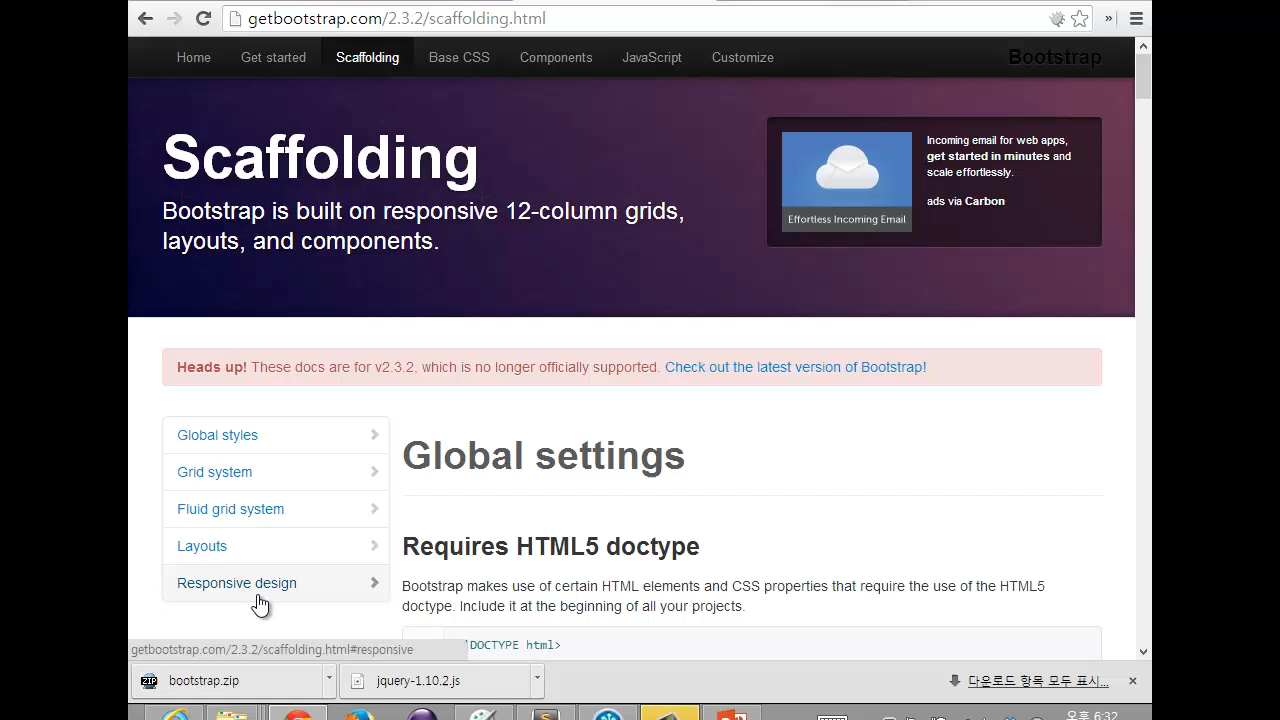 getbootstrap.com/2.3.2/scaffolding.html
»
Home Get started Scaffolding Base CSS Components JavaScript Customize Bootstrap
Scaffolding
Bootstrap is built on responsive 12-column grids,
layouts, and components.
Effortless Incoming Email
Incoming email for web apps,
get started in minutes and
scale effortlessly.
ads via Carbon
Heads up! These docs are for v2.3.2, which is no longer officially supported. Check out the latest version of Bootstrap!
Global styles
Grid system
Fluid grid system
Layouts
Responsive design
Global settings
Requires HTML5 doctype
Bootstrap makes use of certain HTML elements and CSS properties that require the use of the HTML5
doctype. Include it at the beginning of all your projects.
DOCTYPE html>
getbootstrap.com/2.3.2/scaffolding.html#responsive
ZIP bootstrap.zip jquery-1.10.2.js 다운로드 항목 모두 표시...
오후 6:32